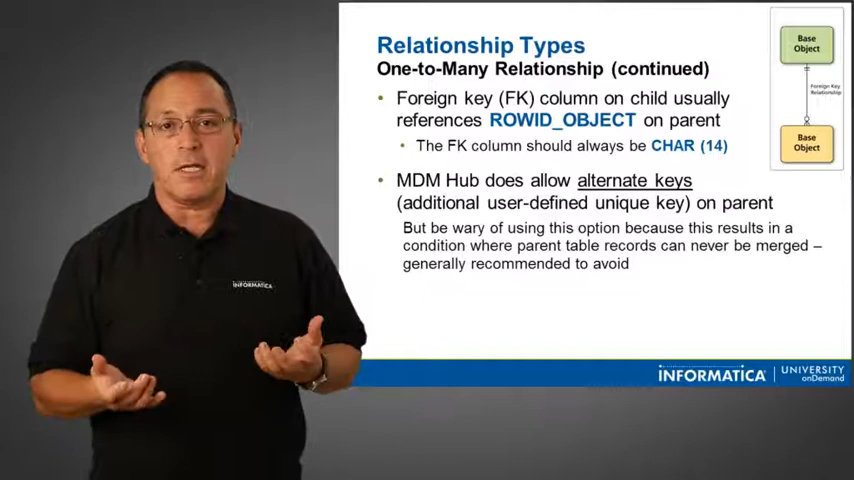 Relationship Types
One-to-Many Relationship (continued)
• Foreign key (FK) column on child usually
references ROWID_OBJECT on parent
• The FK column should always be CHAR (14)
• MDM Hub does allow alternate keys
(additional user-defined unique key) on parent
But be wary of using this option because this results in a
condition where parent table records can never be merged –
generally recommended to avoid
Base
Object
Foreign Key
Relationship
Base
Object
INFORMATICA
INFORMATICA
UNIVERSITY
onDemand